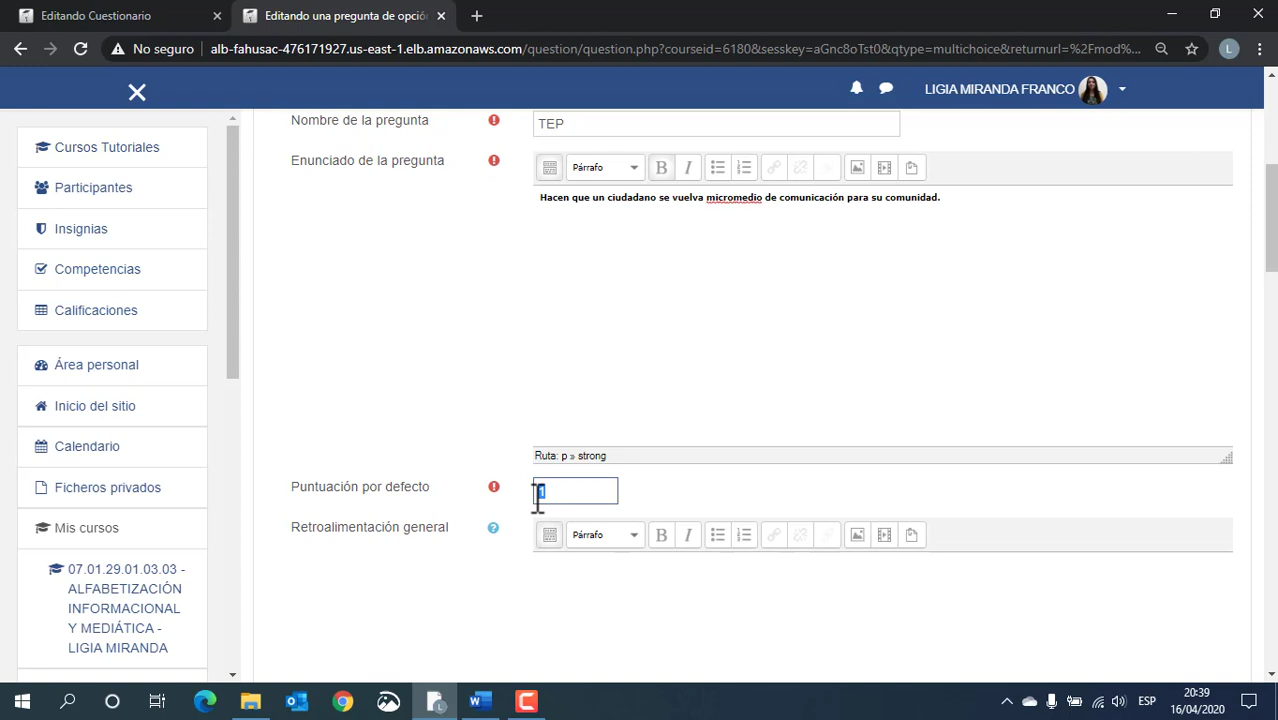 Editando Cuestionario
Editando una pregunta de opció
No seguro
alb-fahusac-476171927.us-east-1.elb.amazonaws.com/question/question.php?courseid=6180&sesskey=aGnc8oTst0&qtype=multichoice&returnurl=%2Fmod%...
L
LIGIA MIRANDA FRANCO
Cursos Tutoriales
Participantes
Insignias
Competencias
Calificaciones
Área personal
Inicio del sitio
Calendario
Ficheros privados
Mis cursos
07.01.29.01.03.03 -
ALFABETIZACIÓN
INFORMACIONAL
Y MEDIÁTICA -
LIGIA MIRANDA
Nombre de la pregunta
TEP
Enunciado de la pregunta
Párrafo
B I
Hacen que un ciudadano se vuelva micromedio de comunicación para su comunidad.
Ruta: p » strong
Puntuación por defecto
1
Retroalimentación general
Párrafo
B I
ESP
20:39
16/04/2020